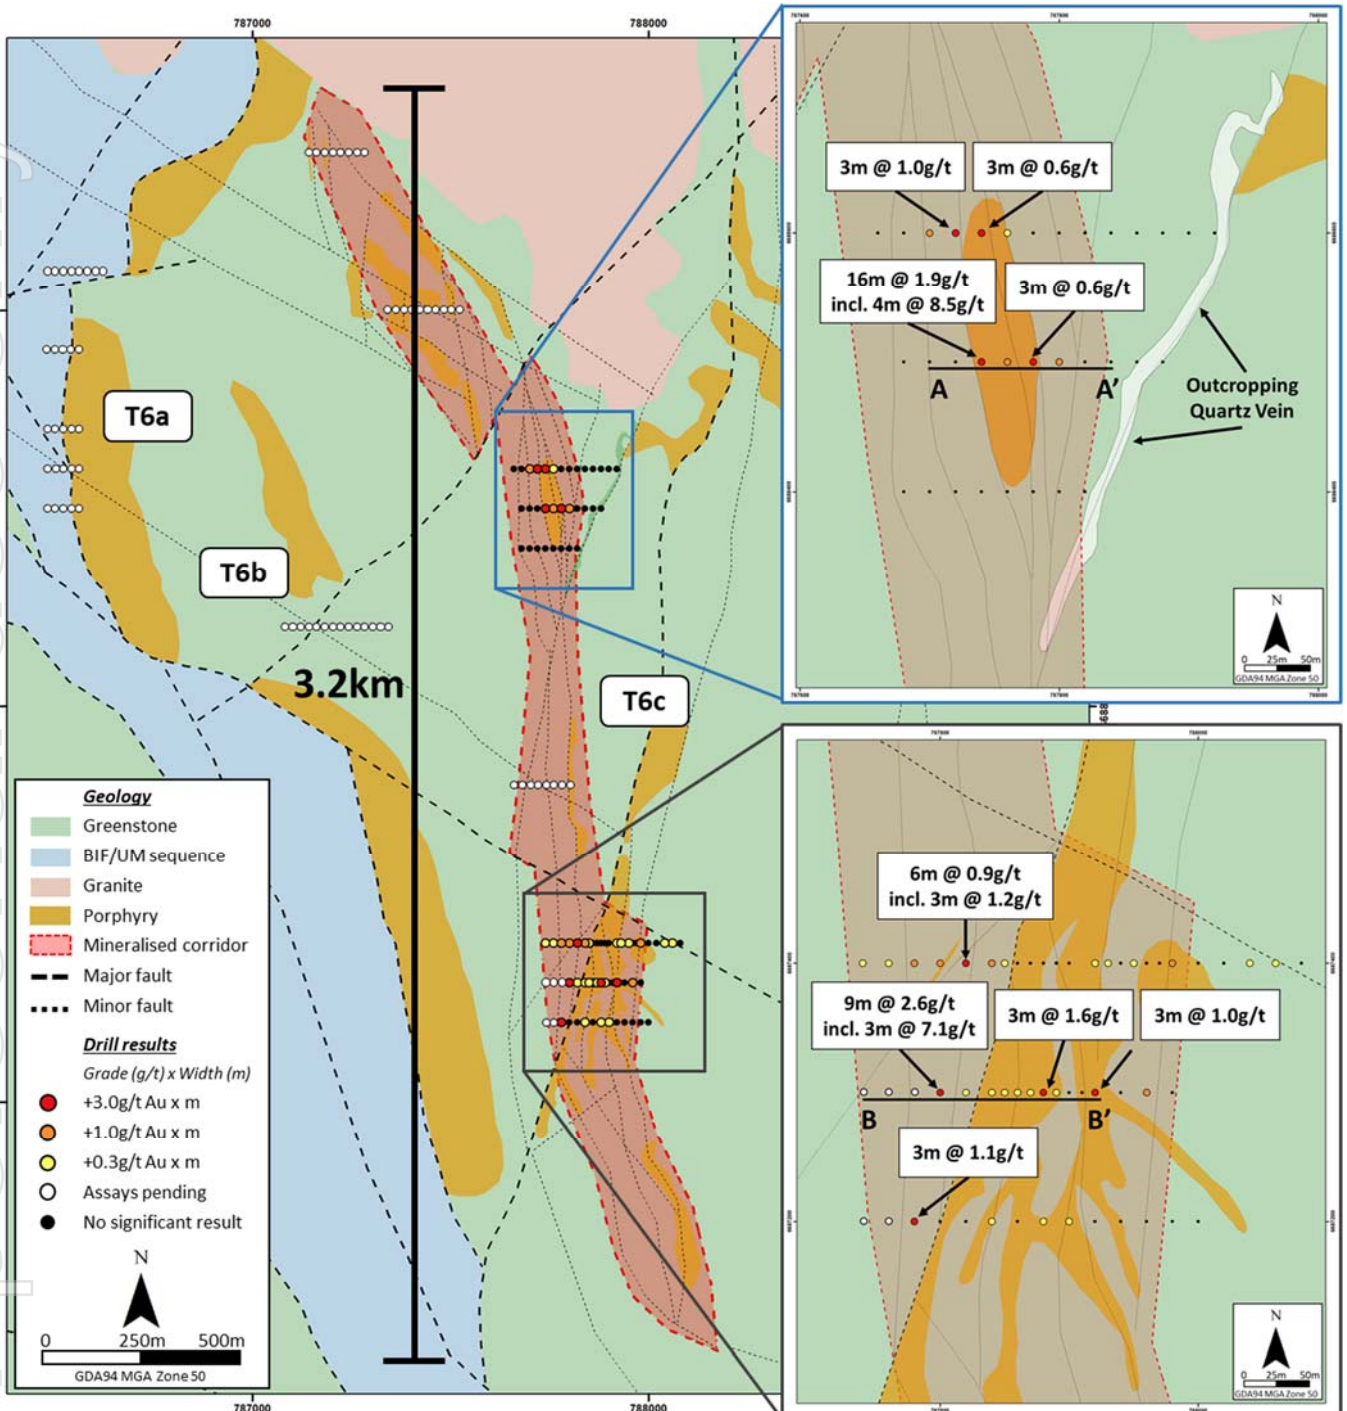 787000
788000
T6a
T6b
3.2km
T6c
Geology
Greenstone
BIF/UM sequence
Granite
Porphyry
Mineralised corridor
Major fault
Minor fault
Drill results
Grade (g/t) x Width (m)
+3.0g/t Au x m
+1.0g/t Au x m
+0.3g/t Au x m
Assays pending
No significant result
N
0 250m 500m
GDA94 MGA Zone 50
787000
788000
3m @ 1.0g/t
3m @ 0.6g/t
16m @ 1.9g/t
incl. 4m @ 8.5g/t
3m @ 0.6g/t
A
A’
Outcropping
Quartz Vein
N
0 25m 50m
GDA94 MGA Zone 50
6m @ 0.9g/t
incl. 3m @ 1.2g/t
9m @ 2.6g/t
incl. 3m @ 7.1g/t
3m @ 1.6g/t
3m @ 1.0g/t
B
B’
3m @ 1.1g/t
N
0 25m 50m
GDA94 MGA Zone 50